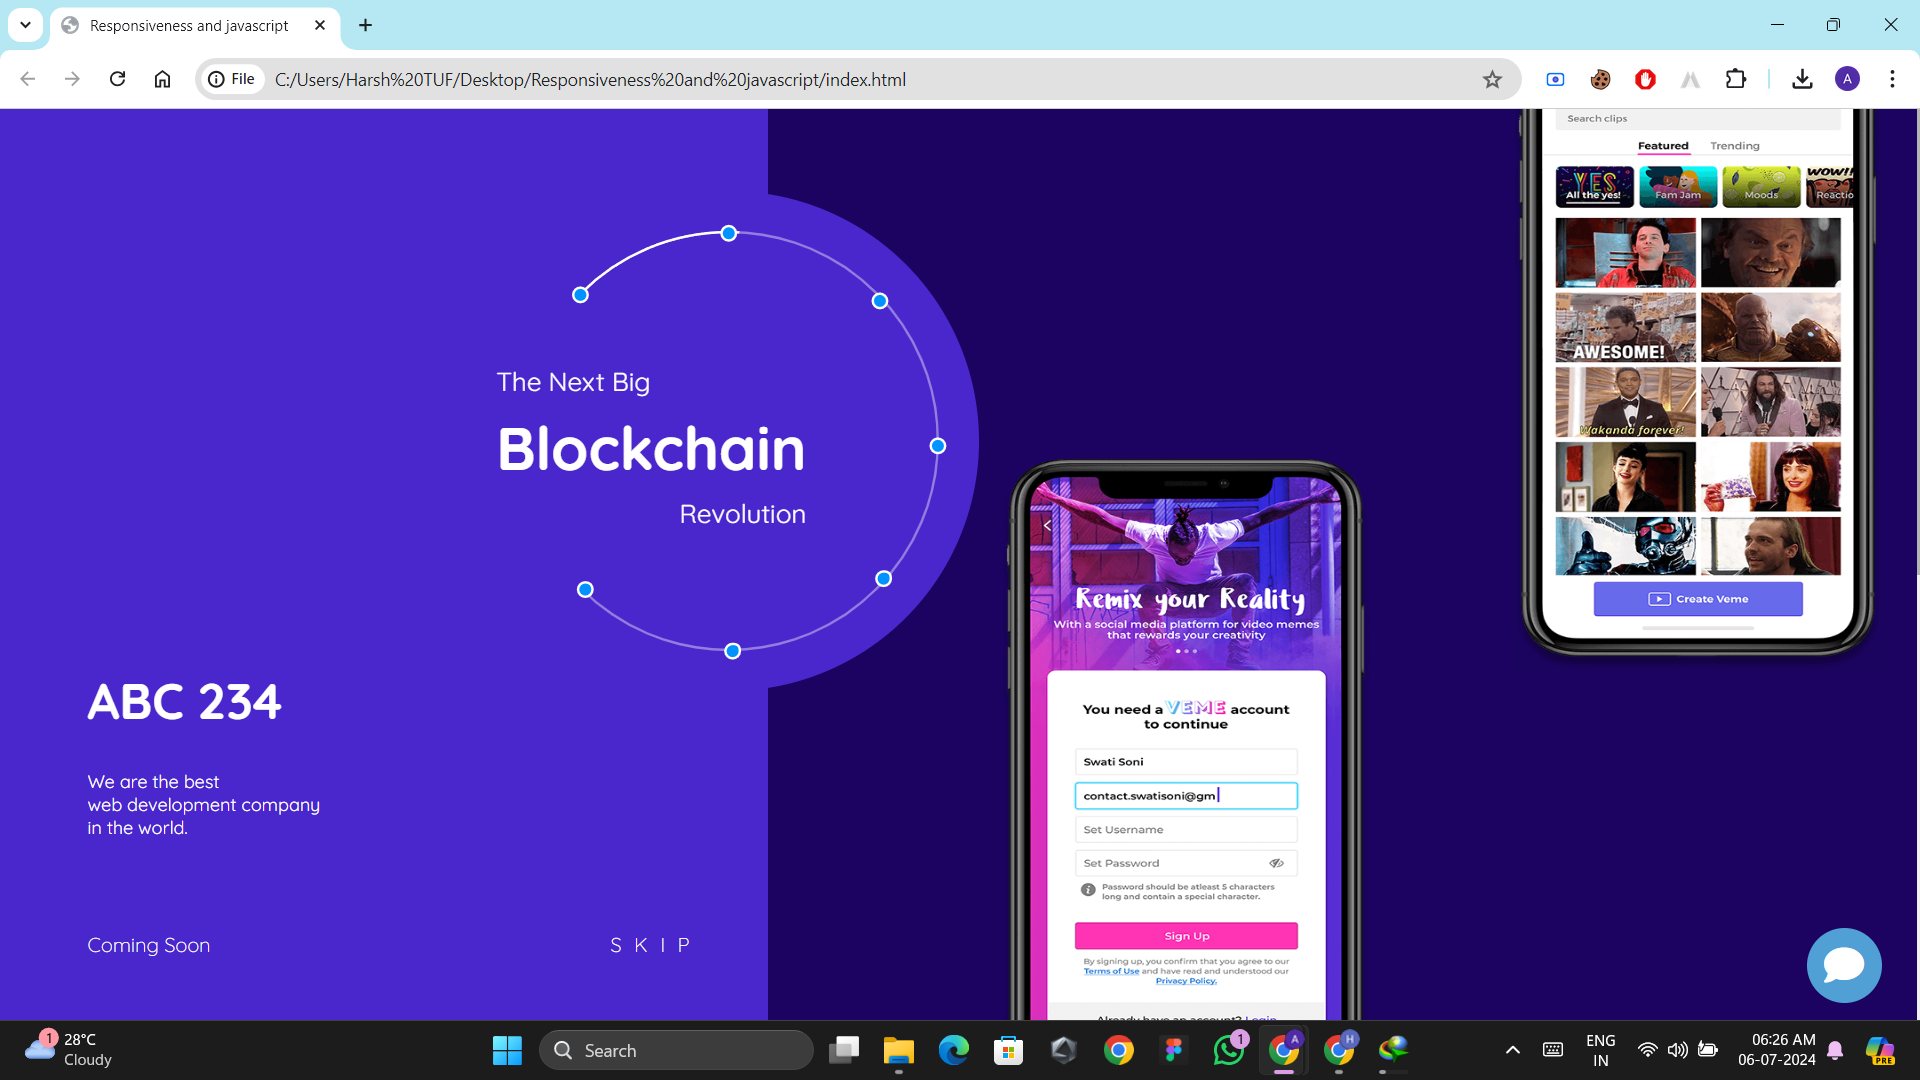 Responsiveness and javascript
File
C:/Users/Harsh%20TUF/Desktop/Responsiveness%20and%20javascript/index.html
A
The Next Big
Blockchain
Revolution
ABC 234
We are the best
web development company
in the world.
Coming Soon
SKIP
Remix your Reality
With a social media platform for video memes
that rewards your creativity
You need a VEME account
to continue
Swati Soni
contact.swatisoni@gm
Set Username
Set Password
Password should be atleast 5 characters
long and contain a special character.
Sign Up
By signing up, you confirm that you agree to our
Terms of Use and have read and understood our
Privacy Policy.
Already have an account? Login
Search clips
Featured
Trending
YES
All the yes!
Fam Jam
Moods
WOW!!
Reactio
AWESOME!
Wakanda forever!
Create Veme
1
28°C
Cloudy
Search
1
A
H
ENG
IN
06:26 AM
06-07-2024
PRE